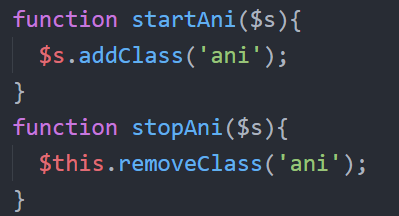 function startAni($s){
  $s.addClass('ani');
}
function stopAni($s){
  $this.removeClass('ani');
}